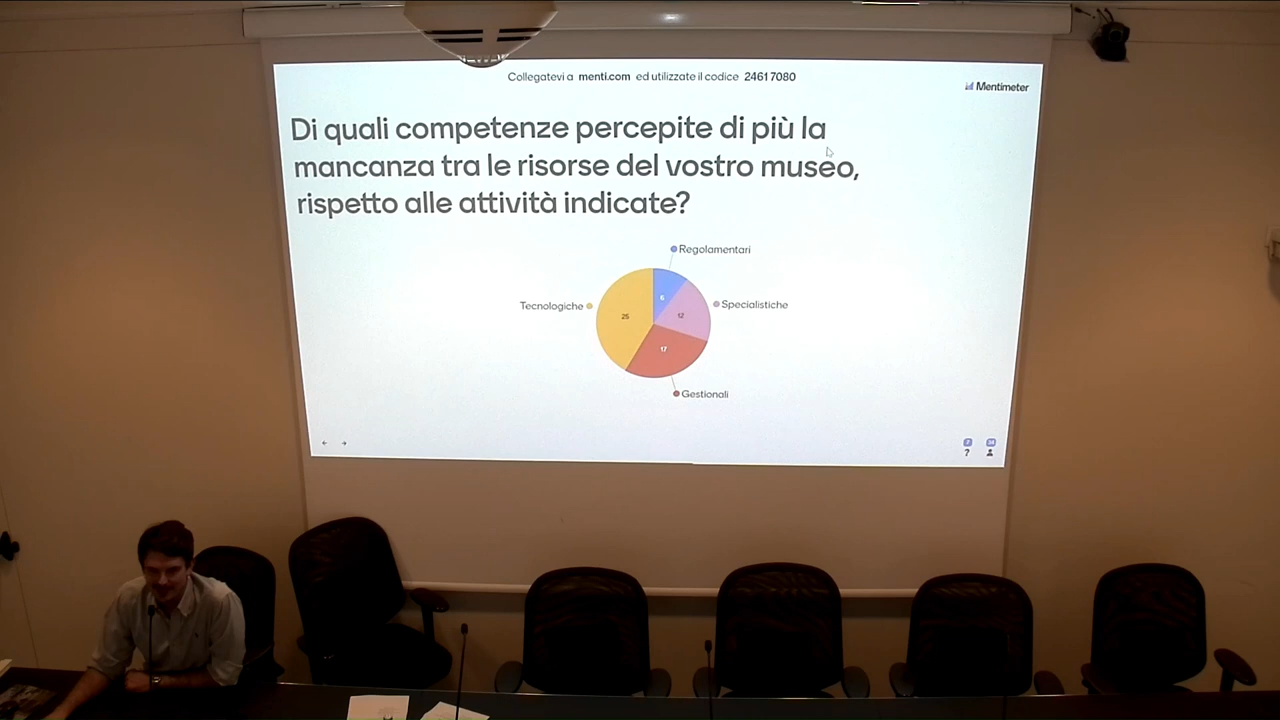 Collegatevi a menti.com ed utilizzate il codice 2461 7080
Mentimeter
Di quali competenze percepite di più la
mancanza tra le risorse del vostro museo,
rispetto alle attività indicate?
Regolamentari
6
Tecnologiche
25
12
Specialistiche
17
Gestionali
?